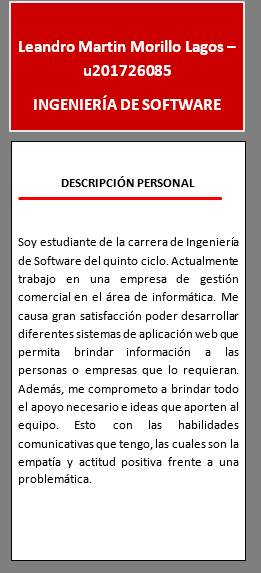 Leandro Martin Morillo Lagos –
u201726085
INGENIERÍA DE SOFTWARE
DESCRIPCIÓN PERSONAL
Soy estudiante de la carrera de Ingeniería
de Software del quinto ciclo. Actualmente
trabajo en una empresa de gestión
comercial en el área de informática. Me
causa gran satisfacción poder desarrollar
diferentes sistemas de aplicación web que
permita brindar información a las
personas o empresas que lo requieran.
Además, me comprometo a brindar todo
el apoyo necesario e ideas que aporten al
equipo. Esto con las habilidades
comunicativas que tengo, las cuales son la
empatía y actitud positiva frente a una
problemática.